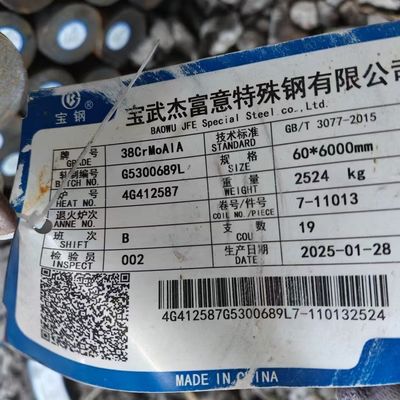 宝钢®
宝武杰富意特殊钢有限公司
BAOWU JFE Special Steel co.,Ltd.
牌号 GRADE 38CrMoAlA 技术标准 STANDARD GB/T 3077-2015
轧制编号 BATCH NO. G5300689L 规格 SIZE 60*6000mm
炉号 HEAT NO. 4G412587 重量 WEIGHT 2524 kg
退火炉次 ANNE NO. 卷号/件号 COIL NO./PIECE 7-11013
班次 SHIFT B 支数 COU 19
检验员 INSPECT 002 生产日期 DATE 2025-01-28
4G412587G5300689L7-110132524
MADE IN CHINA